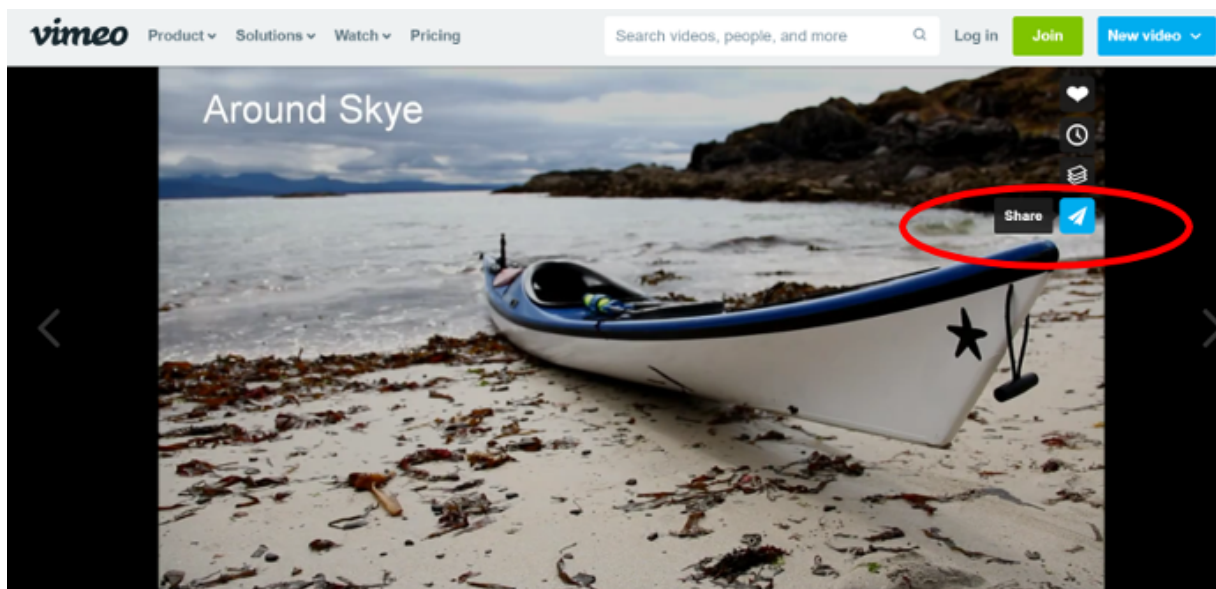 vimeo Product Solutions Watch Pricing Search videos, people, and more Log in Join New video
Around Skye
Share